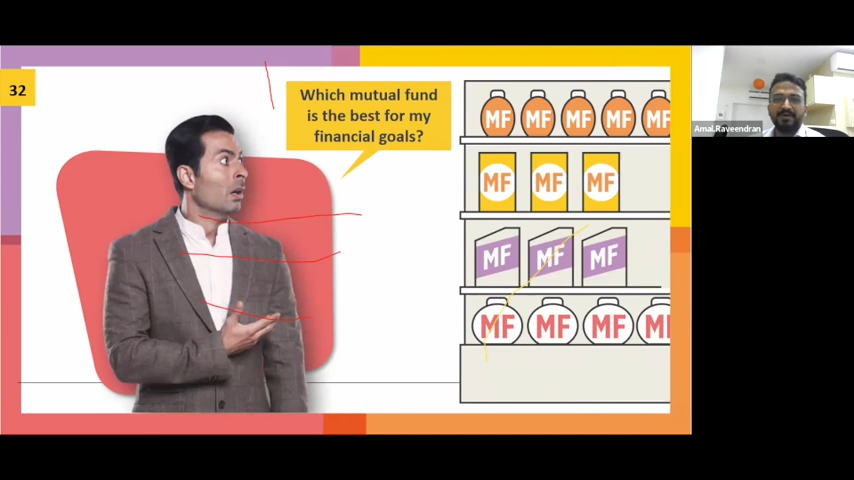 32
Which mutual fund
is the best for my
financial goals?
MF MF MF MF MF
MF MF MF
MF MF MF
MF MF MF MF
Amal.Raveendran